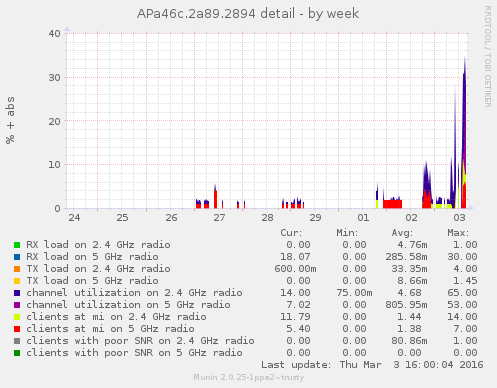 APa46c.2a89.2894 detail - by week
RRDTOOL / TOBI OETIKER
% + abs
40
30
20
10
0
24 25 26 27 28 29 01 02 03
Cur: Min: Avg: Max:
RX load on 2.4 GHz radio 0.00 0.00 4.76m 1.00
RX load on 5 GHz radio 18.07 0.00 285.58m 30.00
TX load on 2.4 GHz radio 600.00m 0.00 33.35m 4.00
TX load on 5 GHz radio 0.00 0.00 8.66m 1.45
channel utilization on 2.4 GHz radio 14.00 75.00m 4.68 65.00
channel utilization on 5 GHz radio 7.02 0.00 805.95m 53.00
clients at mi on 2.4 GHz radio 11.79 0.00 1.44 14.00
clients at mi on 5 GHz radio 5.40 0.00 1.38 7.00
clients with poor SNR on 2.4 GHz radio 0.00 0.00 80.86m 1.00
clients with poor SNR on 5 GHz radio 0.00 0.00 0.00 0.00
Last update: Thu Mar 3 16:00:04 2016
Munin 2.0.25-1ppa2~trusty